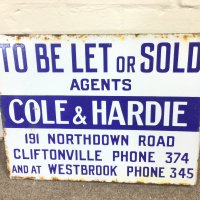 TO BE LET OR SOLD
AGENTS
COLE & HARDIE
191 NORTHDOWN ROAD
CLIFTONVILLE PHONE 374
AND AT WESTBROOK PHONE 345